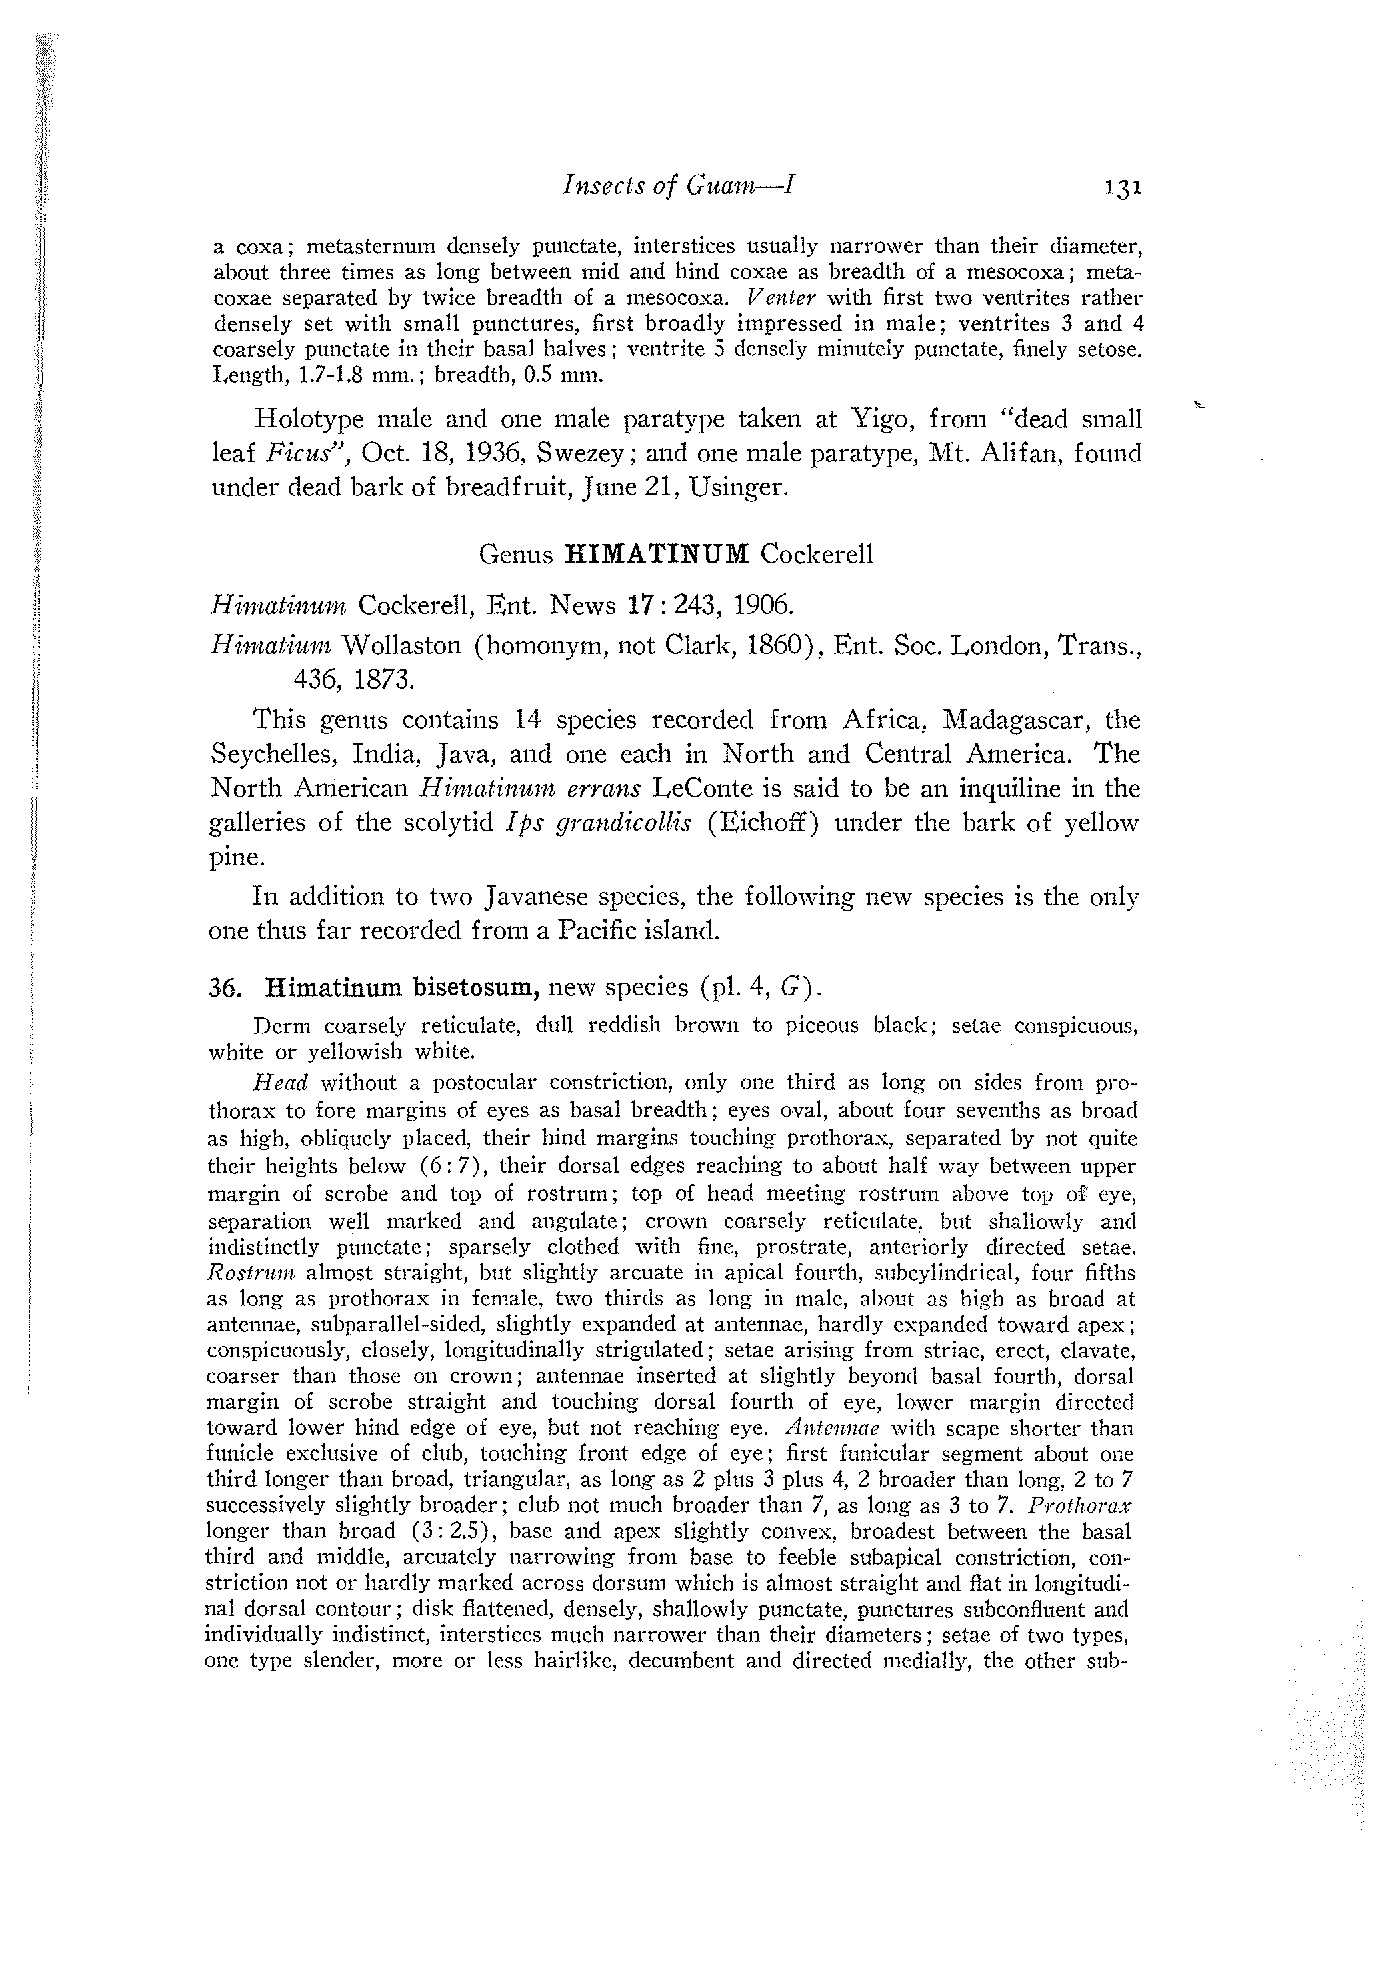 Insects of Guam—I 131
a coxa; metasternum densely punctate, interstices usually narrower than their diameter,
about three times as long between mid and hind coxae as breadth of a mesocoxa; meta-
coxae separated by twice breadth of a mesocoxa. Venter with first two ventrites rather
densely set with small punctures, first broadly impressed in male; ventrites 3 and 4
coarsely punctate in their basal halves; ventrite 5 densely minutely punctate, finely setose.
Length, 1.7-1.8 mm.; breadth, 0.5 mm.
Holotype male and one male paratype taken at Yigo, from "dead small
leaf Ficus", Oct. 18, 1936, Swezey; and one male paratype, Mt. Alifan, found
under dead bark of breadfruit, June 21, Usinger.
Genus HIMATINUM Cockerell
Himatinum Cockerell, Ent. News 17: 243, 1906.
Himatium Wollaston (homonym, not Clark, 1860), Ent. Soc. London, Trans.,
436, 1873.
This genus contains 14 species recorded from Africa, Madagascar, the
Seychelles, India, Java, and one each in North and Central America. The
North American Himatinum errans LeConte is said to be an inquiline in the
galleries of the scolytid Ips grandicollis (Eichoff) under the bark of yellow
pine.
In addition to two Javanese species, the following new species is the only
one thus far recorded from a Pacific island.
36. Himatinum bisetosum, new species (pl. 4, G).
Derm coarsely reticulate, dull reddish brown to piceous black; setae conspicuous,
white or yellowish white.
Head without a postocular constriction, only one third as long on sides from pro-
thorax to fore margins of eyes as basal breadth; eyes oval, about four sevenths as broad
as high, obliquely placed, their hind margins touching prothorax, separated by not quite
their heights below (6:7), their dorsal edges reaching to about half way between upper
margin of scrobe and top of rostrum; top of head meeting rostrum above top of eye,
separation well marked and angulate; crown coarsely reticulate, but shallowly and
indistinctly punctate; sparsely clothed with fine, prostrate, anteriorly directed setae.
Rostrum almost straight, but slightly arcuate in apical fourth, subcylindrical, four fifths
as long as prothorax in female, two thirds as long in male, about as high as broad at
antennae, subparallel-sided, slightly expanded at antennae, hardly expanded toward apex;
conspicuously, closely, longitudinally strigulated; setae arising from striae, erect, clavate,
coarser than those on crown; antennae inserted at slightly beyond basal fourth, dorsal
margin of scrobe straight and touching dorsal fourth of eye, lower margin directed
toward lower hind edge of eye, but not reaching eye. Antennae with scape shorter than
funicle exclusive of club, touching front edge of eye; first funicular segment about one
third longer than broad, triangular, as long as 2 plus 3 plus 4, 2 broader than long, 2 to 7
successively slightly broader; club not much broader than 7, as long as 3 to 7. Prothorax
longer than broad (3:2.5), base and apex slightly convex, broadest between the basal
third and middle, arcuately narrowing from base to feeble subapical constriction, con-
striction not or hardly marked across dorsum which is almost straight and flat in longitudi-
nal dorsal contour; disk flattened, densely, shallowly punctate, punctures subconfluent and
individually indistinct, interstices much narrower than their diameters; setae of two types,
one type slender, more or less hairlike, decumbent and directed medially, the other sub-